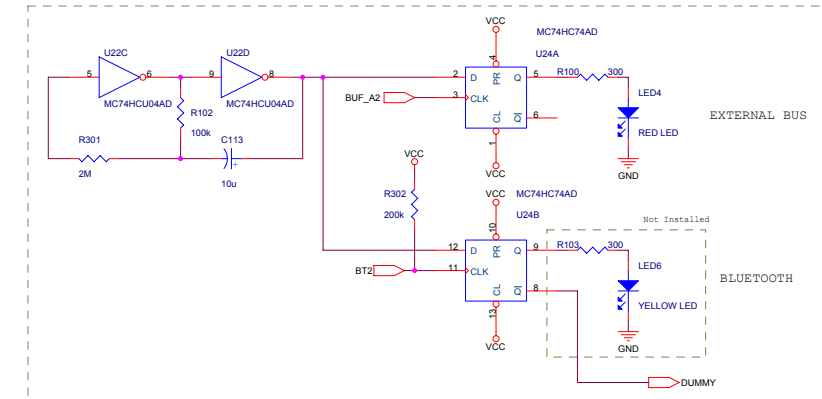 VCC
MC74HC74AD
U22C
U22D
U24A
4
5
6
9
8
2
D
PR
Q
5
R100
300
LED4
MC74HCU04AD
MC74HCU04AD
BUF_A2
3
CLK
R102
100k
CL
Q
6
EXTERNAL BUS
RED LED
R301
2M
C113
+
10u
VCC
1
VCC
GND
R302
200k
VCC
MC74HC74AD
U24B
Not Installed
10
12
D
PR
Q
9
R103
300
LED6
BT2
11
CLK
CL
Q
8
BLUETOOTH
YELLOW LED
13
VCC
GND
DUMMY